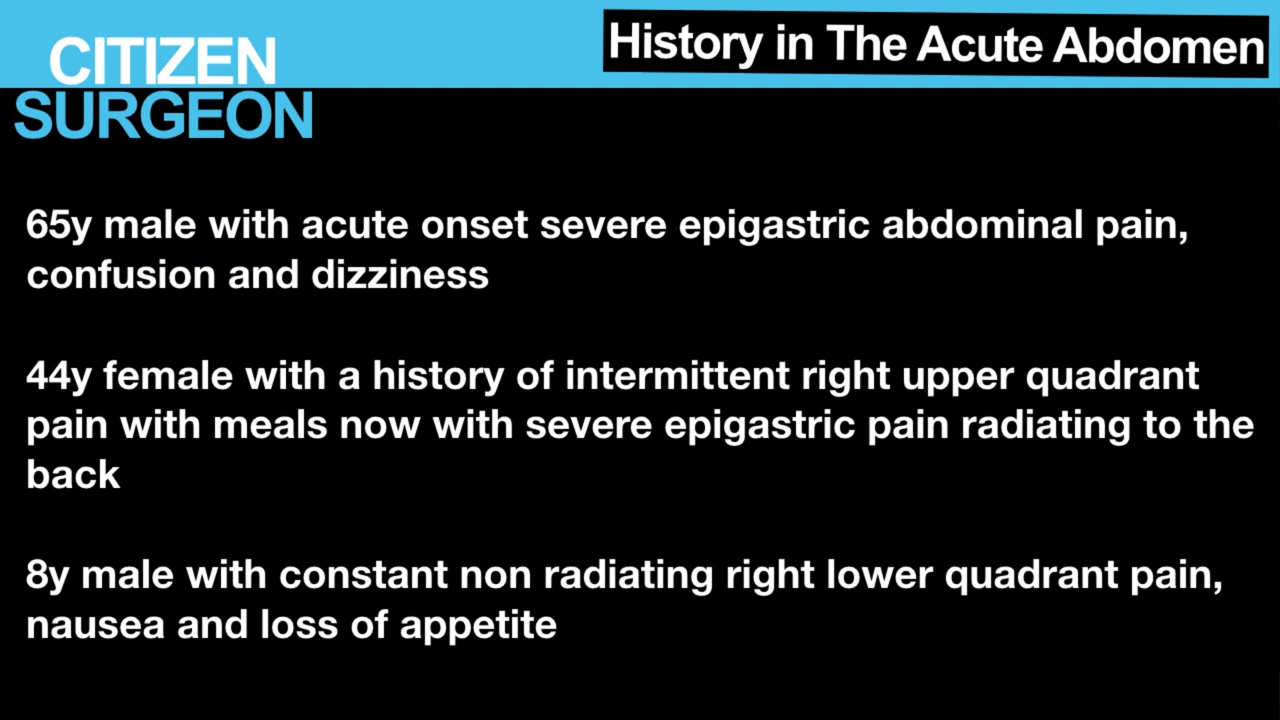 CITIZEN
SURGEON
History in The Acute Abdomen
65y male with acute onset severe epigastric abdominal pain,
confusion and dizziness
44y female with a history of intermittent right upper quadrant
pain with meals now with severe epigastric pain radiating to the
back
8y male with constant non radiating right lower quadrant pain,
nausea and loss of appetite